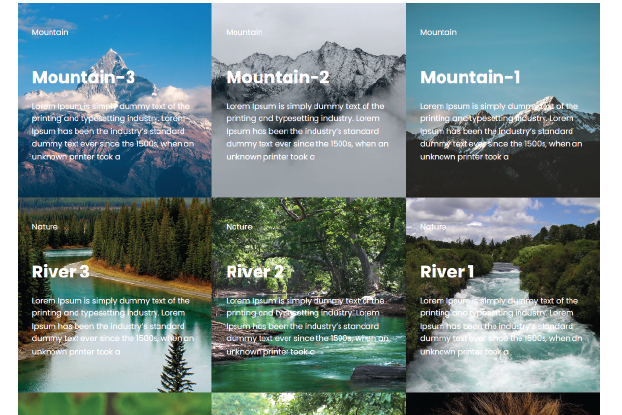 Mountain
Mountain-3
Lorem Ipsum is simply dummy text of the
printing and typesetting industry. Lorem
Ipsum has been the industry's standard
dummy text ever since the 1500s, when an
unknown printer took a
Mountain
Mountain-2
Lorem Ipsum is simply dummy text of the
printing and typesetting industry. Lorem
Ipsum has been the industry's standard
dummy text ever since the 1500s, when an
unknown printer took a
Mountain
Mountain-1
Lorem Ipsum is simply dummy text of the
printing and typesetting industry. Lorem
Ipsum has been the industry's standard
dummy text ever since the 1500s, when an
unknown printer took a
Nature
River 3
Lorem Ipsum is simply dummy text of the
printing and typesetting industry. Lorem
Ipsum has been the industry's standard
dummy text ever since the 1500s, when an
unknown printer took a
Nature
River 2
Lorem Ipsum is simply dummy text of the
printing and typesetting industry. Lorem
Ipsum has been the industry's standard
dummy text ever since the 1500s, when an
unknown printer took a
Nature
River 1
Lorem Ipsum is simply dummy text of the
printing and typesetting industry. Lorem
Ipsum has been the industry's standard
dummy text ever since the 1500s, when an
unknown printer took a